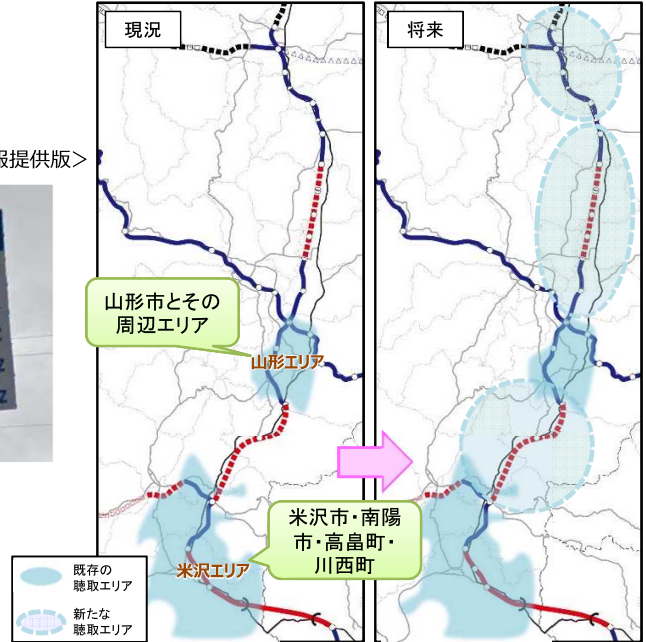 現況
将来
報提供版>
山形市とその
周辺エリア
山形エリア
米沢市・南陽
市・高畠町・
川西町
米沢エリア
既存の
聴取エリア
新たな
聴取エリア